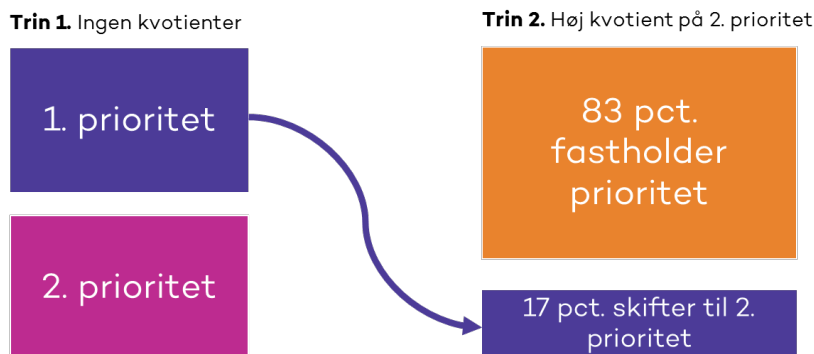 Trin 1. Ingen kvotienter
1. prioritet
2. prioritet
Trin 2. Høj kvotient på 2. prioritet
83 pct.
fastholder
prioritet
17 pct. skifter til 2.
prioritet